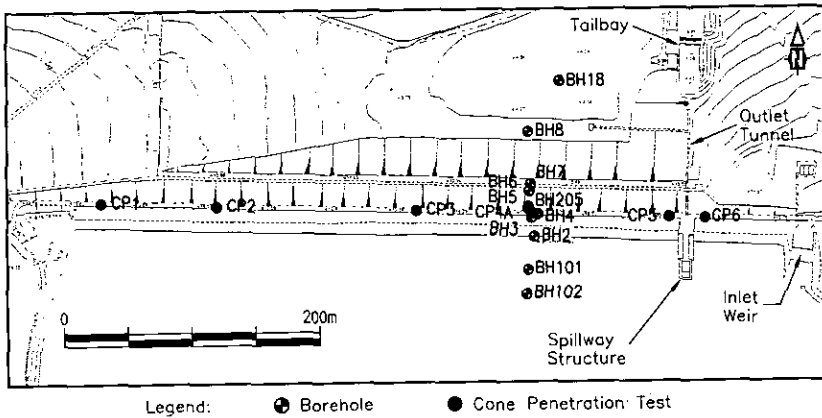 Tailbay
BH18
Outlet
Tunnel
BH8
BH7
BH6
BH5
BH205
CP1
CP2
CP3
CP4A
BH4
CP5
CP6
BH3
BH2
BH101
BH102
0
200m
Inlet
Weir
Spillway
Structure
Legend:
Borehole
Cone Penetration Test